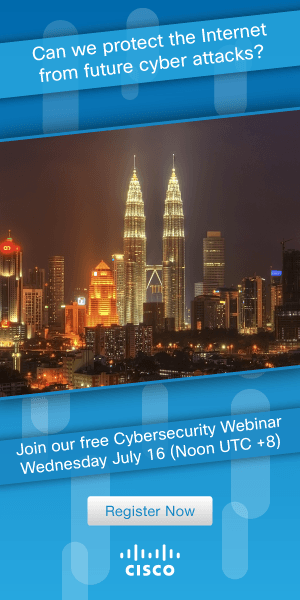 Can we protect the Internet
from future cyber attacks?
Join our free Cybersecurity Webinar
Wednesday July 16 (Noon UTC +8)
Register Now
CISCO